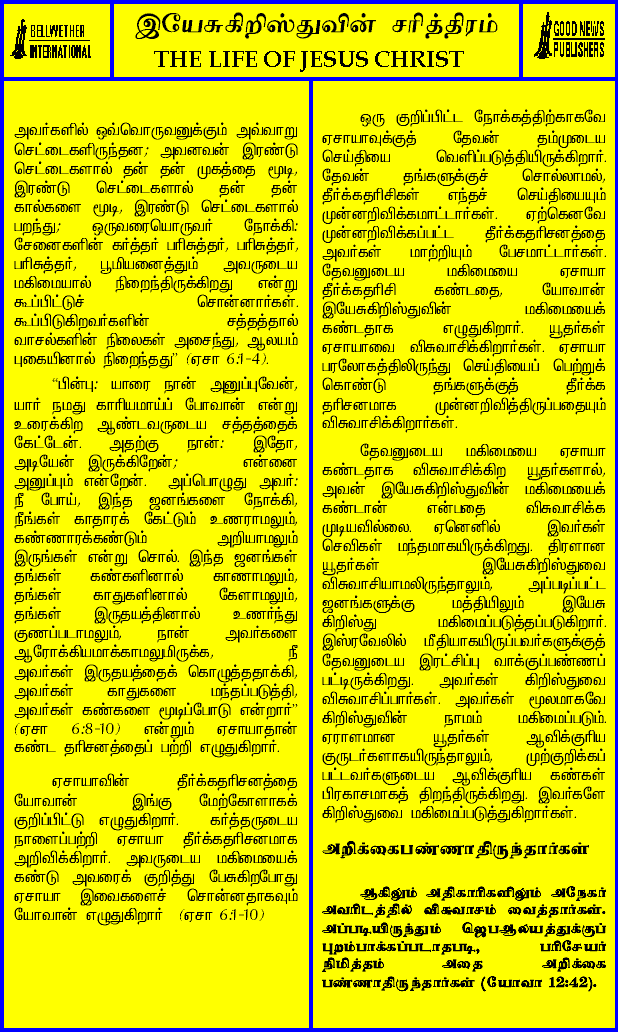 BELLWETHER
INTERNATIONAL
இயேசுகிறிஸ்துவின் சரித்திரம்
THE LIFE OF JESUS CHRIST
GOOD NEWS
PUBLISHERS
அவர்களில் ஒவ்வொருவனுக்கும் அவ்வாறு
செட்டைகளிருந்தன; அவனவன் இரண்டு
செட்டைகளால் தன் தன் முகத்தை மூடி,
இரண்டு செட்டைகளால் தன் தன்
கால்களை மூடி, இரண்டு செட்டைகளால்
பறந்து; ஒருவரையொருவர் நோக்கி:
சேனைகளின் கர்த்தர் பரிசுத்தர், பரிசுத்தர்,
பரிசுத்தர், பூமியனைத்தும் அவருடைய
மகிமையால் நிறைந்திருக்கிறது என்று
கூப்பிட்டுச் சொன்னார்கள்.
கூப்பிடுகிறவர்களின் சத்தத்தால்
வாசல்களின் நிலைகள் அசைந்து, ஆலயம்
புகையினால் நிறைந்தது” (ஏசா 6:1-4).
“பின்பு: யாரை நான் அனுப்புவேன்,
யார் நமது காரியமாய்ப் போவான் என்று
உரைக்கிற ஆண்டவருடைய சத்தத்தைக்
கேட்டேன். அதற்கு நான்: இதோ,
அடியேன் இருக்கிறேன்; என்னை
அனுப்பும் என்றேன். அப்பொழுது அவர்:
நீ போய், இந்த ஜனங்களை நோக்கி,
நீங்கள் காதாரக் கேட்டும் உணராமலும்,
கண்ணாரக்கண்டும் அறியாமலும்
இருங்கள் என்று சொல். இந்த ஜனங்கள்
தங்கள் கண்களினால் காணாமலும்,
தங்கள் காதுகளினால் கேளாமலும்,
தங்கள் இருதயத்தினால் உணர்ந்து
குணப்படாமலும், நான் அவர்களை
ஆரோக்கியமாக்காமலுமிருக்க, நீ
அவர்கள் இருதயத்தைக் கொழுத்ததாக்கி,
அவர்கள் காதுகளை மந்தப்படுத்தி,
அவர்கள் கண்களை மூடிப்போடு என்றார்”
(ஏசா 6:8-10) என்றும் ஏசாயாதான்
கண்ட தரிசனத்தைப் பற்றி எழுதுகிறார்.
ஏசாயாவின் தீர்க்கதரிசனத்தை
யோவான் இங்கு மேற்கோளாகக்
குறிப்பிட்டு எழுதுகிறார். கர்த்தருடைய
நாளைப்பற்றி ஏசாயா தீர்க்கதரிசனமாக
அறிவிக்கிறார். அவருடைய மகிமையைக்
கண்டு அவரைக் குறித்து பேசுகிறபோது
ஏசாயா இவைகளைச் சொன்னதாகவும்
யோவான் எழுதுகிறார் (ஏசா 6:1-10)
ஒரு குறிப்பிட்ட நோக்கத்திற்காகவே
ஏசாயாவுக்குத் தேவன் தம்முடைய
செய்தியை வெளிப்படுத்தியிருக்கிறார்.
தேவன் தங்களுக்குச் சொல்லாமல்,
தீர்க்கதரிசிகள் எந்தச் செய்தியையும்
முன்னறிவிக்கமாட்டார்கள். ஏற்கெனவே
முன்னறிவிக்கப்பட்ட தீர்க்கதரிசனத்தை
அவர்கள் மாற்றியும் பேசமாட்டார்கள்.
தேவனுடைய மகிமையை ஏசாயா
தீர்க்கதரிசி கண்டதை, யோவான்
இயேசுகிறிஸ்துவின் மகிமையைக்
கண்டதாக எழுதுகிறார். யூதர்கள்
ஏசாயாவை விசுவாசிக்கிறார்கள். ஏசாயா
பரலோகத்திலிருந்து செய்தியைப் பெற்றுக்
கொண்டு தங்களுக்குத் தீர்க்க
தரிசனமாக முன்னறிவித்திருப்பதையும்
விசுவாசிக்கிறார்கள்.
தேவனுடைய மகிமையை ஏசாயா
கண்டதாக விசுவாசிக்கிற யூதர்களால்,
அவன் இயேசுகிறிஸ்துவின் மகிமையைக்
கண்டான் என்பதை விசுவாசிக்க
முடியவில்லை. ஏனெனில் இவர்கள்
செவிகள் மந்தமாகயிருக்கிறது. திரளான
யூதர்கள் இயேசுகிறிஸ்துவை
விசுவாசியாமலிருந்தாலும், அப்படிப்பட்ட
ஜனங்களுக்கு மத்தியிலும் இயேசு
கிறிஸ்து மகிமைப்படுத்தப்படுகிறார்.
இஸ்ரவேலில் மீதியாகயிருப்பவர்களுக்குத்
தேவனுடைய இரட்சிப்பு வாக்குப்பண்ணப்
பட்டிருக்கிறது. அவர்கள் கிறிஸ்துவை
விசுவாசிப்பார்கள். அவர்கள் மூலமாகவே
கிறிஸ்துவின் நாமம் மகிமைப்படும்.
ஏராளமான யூதர்கள் ஆவிக்குரிய
குருடர்களாகயிருந்தாலும், முற்குறிக்கப்
பட்டவர்களுடைய ஆவிக்குரிய கண்கள்
பிரகாசமாகத் திறந்திருக்கிறது. இவர்களே
கிறிஸ்துவை மகிமைப்படுத்துகிறார்கள்.
அறிக்கைபண்ணாதிருந்தார்கள்
ஆகிலும் அதிகாரிகளிலும் அநேகர்
அவரிடத்தில் விசுவாசம் வைத்தார்கள்.
அப்படியிருந்தும் ஜெபஆலயத்துக்குப்
புறம்பாக்கப்படாதபடி, பரிசேயர்
நிமித்தம் அதை அறிக்கை
பண்ணாதிருந்தார்கள் (யோவா 12:42).